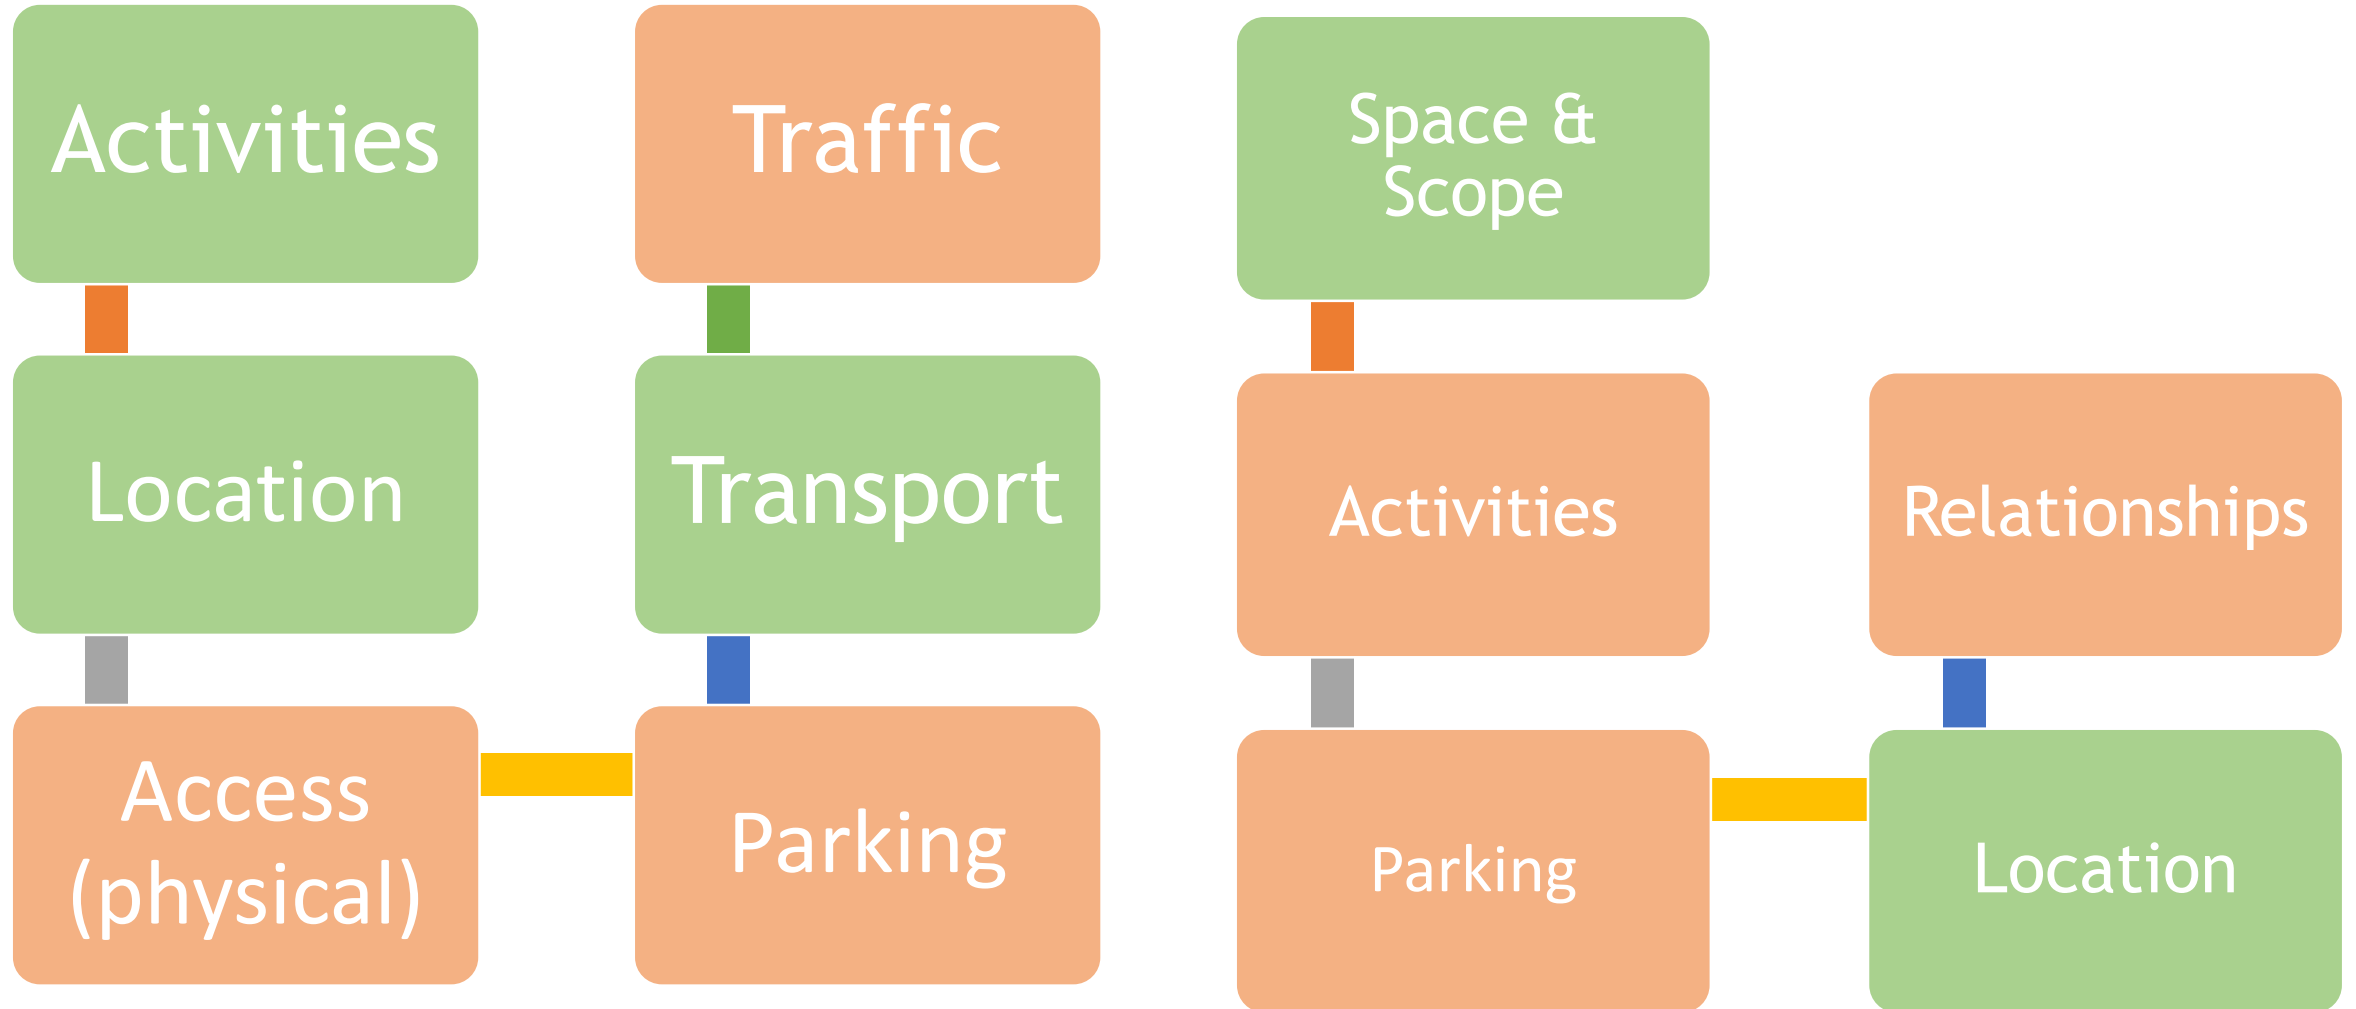 Activities
Location
Access
(physical)
Traffic
Transport
Parking
Space &
Scope
Activities
Parking
Relationships
Location